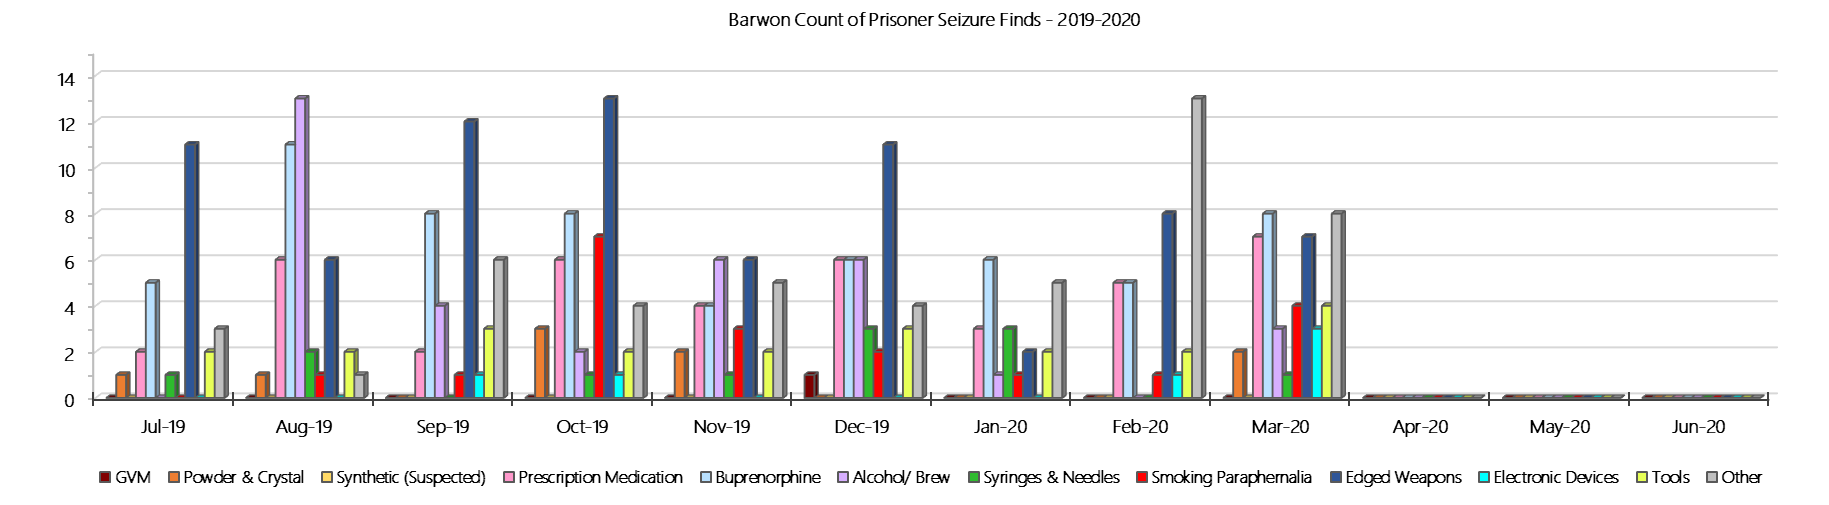 Barwon Count of Prisoner Seizure Finds - 2019-2020
14
12
10
8
6
4
2
0
Jul-19 Aug-19 Sep-19 Oct-19 Nov-19 Dec-19 Jan-20 Feb-20 Mar-20 Apr-20 May-20 Jun-20
GVM Powder & Crystal Synthetic (Suspected) Prescription Medication Buprenorphine Alcohol/ Brew Syringes & Needles Smoking Paraphernalia Edged Weapons Electronic Devices Tools Other